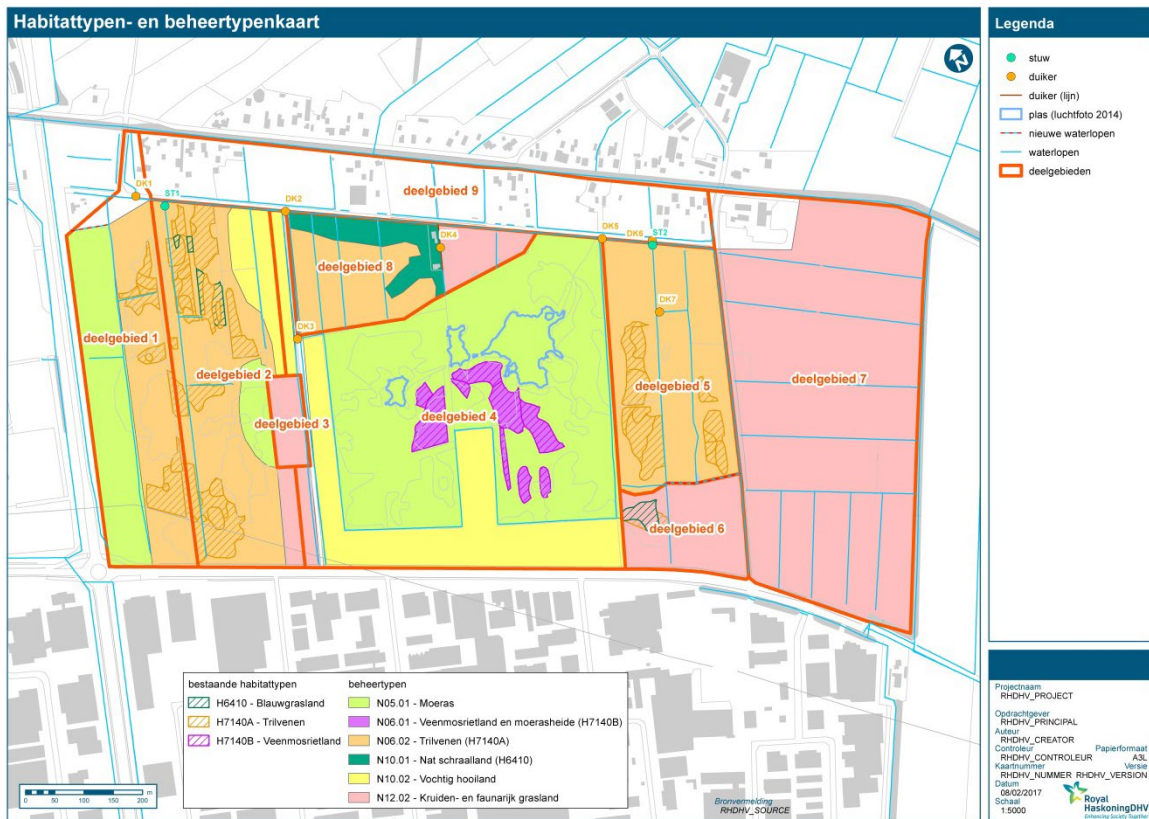 Habitattypen- en beheertypenkaart
Legenda
stuw
duiker
duiker (lijn)
plas (luchtfoto 2014)
nieuwe waterlopen
waterlopen
deelgebieden
N
deelgebied 9
DK1
ST1
DK2
DK5
DK6
ST2
DK4
deelgebied 8
DK7
DK3
deelgebied 1
deelgebied 2
deelgebied 3
deelgebied 4
deelgebied 5
deelgebied 7
deelgebied 6
bestaande habitattypen
H6410 - Blauwgrasland
H7140A - Trilvenen
H7140B - Veenmosrietland
beheertypen
N05.01 - Moeras
N06.01 - Veenmosrietland en moerasheide (H7140B)
N06.02 - Trilvenen (H7140A)
N10.01 - Nat schraalland (H6410)
N10.02 - Vochtig hooiland
N12.02 - Kruiden- en faunarijk grasland
m
0 50 100 150 200
Bronvermelding
RHDHV_SOURCE
Projectnaam
RHDHV_PROJECT
Opdrachtgever
RHDHV_PRINCIPAL
Auteur
RHDHV_CREATOR
Controleur Papierformaat
RHDHV_CONTROLEUR A3L
Kaartnummer Versie
RHDHV_NUMMER RHDHV_VERSION
Datum
08/02/2017
Schaal
1:5000
Royal
HaskoningDHV
Enhancing Society Together